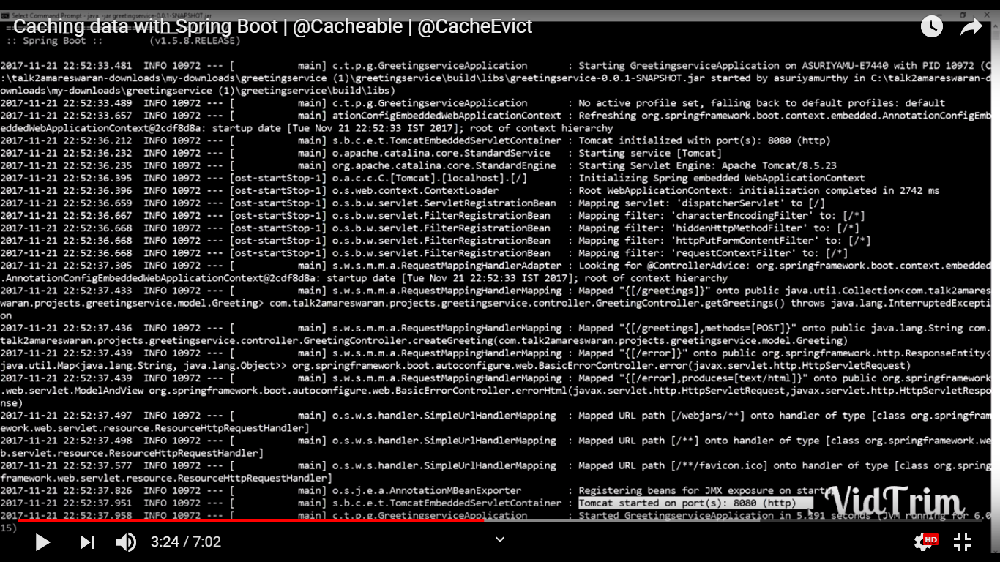 Select Command Prompt - java -jar greetingservice-0.0.1-SNAPSHOT.jar
Caching data with Spring Boot | @Cacheable | @CacheEvict
:: Spring Boot ::        (v1.5.8.RELEASE)
2017-11-21 22:52:33.481  INFO 10972 --- [           main] c.t.p.g.GreetingserviceApplication       : Starting GreetingserviceApplication on ASURIYAMU-E7440 with PID 10972 (C
:\talk2amareswaran-downloads\my-downloads\greetingservice (1)\greetingservice\build\libs\greetingservice-0.0.1-SNAPSHOT.jar started by asuriyamurthy in C:\talk2amareswaran-d
ownloads\my-downloads\greetingservice (1)\greetingservice\build\libs)
2017-11-21 22:52:33.489  INFO 10972 --- [           main] c.t.p.g.GreetingserviceApplication       : No active profile set, falling back to default profiles: default
2017-11-21 22:52:33.657  INFO 10972 --- [           main] ationConfigEmbeddedWebApplicationContext : Refreshing org.springframework.boot.context.embedded.AnnotationConfigEmb
eddedWebApplicationContext@2cdf8d8a: startup date [Tue Nov 21 22:52:33 IST 2017]; root of context hierarchy
2017-11-21 22:52:36.212  INFO 10972 --- [           main] s.b.c.e.t.TomcatEmbeddedServletContainer : Tomcat initialized with port(s): 8080 (http)
2017-11-21 22:52:36.232  INFO 10972 --- [           main] o.apache.catalina.core.StandardService   : Starting service [Tomcat]
2017-11-21 22:52:36.235  INFO 10972 --- [           main] org.apache.catalina.core.StandardEngine  : Starting Servlet Engine: Apache Tomcat/8.5.23
2017-11-21 22:52:36.395  INFO 10972 --- [ost-startStop-1] o.a.c.c.C.[Tomcat].[localhost].[/]       : Initializing Spring embedded WebApplicationContext
2017-11-21 22:52:36.396  INFO 10972 --- [ost-startStop-1] o.s.web.context.ContextLoader            : Root WebApplicationContext: initialization completed in 2742 ms
2017-11-21 22:52:36.659  INFO 10972 --- [ost-startStop-1] o.s.b.w.servlet.ServletRegistrationBean  : Mapping servlet: 'dispatcherServlet' to [/]
2017-11-21 22:52:36.667  INFO 10972 --- [ost-startStop-1] o.s.b.w.servlet.FilterRegistrationBean   : Mapping filter: 'characterEncodingFilter' to: [/*]
2017-11-21 22:52:36.668  INFO 10972 --- [ost-startStop-1] o.s.b.w.servlet.FilterRegistrationBean   : Mapping filter: 'hiddenHttpMethodFilter' to: [/*]
2017-11-21 22:52:36.668  INFO 10972 --- [ost-startStop-1] o.s.b.w.servlet.FilterRegistrationBean   : Mapping filter: 'httpPutFormContentFilter' to: [/*]
2017-11-21 22:52:36.668  INFO 10972 --- [ost-startStop-1] o.s.b.w.servlet.FilterRegistrationBean   : Mapping filter: 'requestContextFilter' to: [/*]
2017-11-21 22:52:37.305  INFO 10972 --- [           main] s.w.s.m.m.a.RequestMappingHandlerAdapter : Looking for @ControllerAdvice: org.springframework.boot.context.embedded
.AnnotationConfigEmbeddedWebApplicationContext@2cdf8d8a: startup date [Tue Nov 21 22:52:33 IST 2017]; root of context hierarchy
2017-11-21 22:52:37.433  INFO 10972 --- [           main] s.w.s.m.m.a.RequestMappingHandlerMapping : Mapped "{[/greetings]}" onto public java.util.Collection<com.talk2amares
waran.projects.greetingservice.model.Greeting> com.talk2amareswaran.projects.greetingservice.controller.GreetingController.getGreetings() throws java.lang.InterruptedExcepti
on
2017-11-21 22:52:37.436  INFO 10972 --- [           main] s.w.s.m.m.a.RequestMappingHandlerMapping : Mapped "{[/greetings],methods=[POST]}" onto public java.lang.String com.
talk2amareswaran.projects.greetingservice.controller.GreetingController.createGreeting(com.talk2amareswaran.projects.greetingservice.model.Greeting)
2017-11-21 22:52:37.439  INFO 10972 --- [           main] s.w.s.m.m.a.RequestMappingHandlerMapping : Mapped "{[/error]}" onto public org.springframework.http.ResponseEntity<
java.util.Map<java.lang.String, java.lang.Object>> org.springframework.boot.autoconfigure.web.BasicErrorController.error(javax.servlet.http.HttpServletRequest)
2017-11-21 22:52:37.439  INFO 10972 --- [           main] s.w.s.m.m.a.RequestMappingHandlerMapping : Mapped "{[/error],produces=[text/html]}" onto public org.springframework
.web.servlet.ModelAndView org.springframework.boot.autoconfigure.web.BasicErrorController.errorHtml(javax.servlet.http.HttpServletRequest,javax.servlet.http.HttpServletRespo
nse)
2017-11-21 22:52:37.497  INFO 10972 --- [           main] o.s.w.s.handler.SimpleUrlHandlerMapping  : Mapped URL path [/webjars/**] onto handler of type [class org.springfram
ework.web.servlet.resource.ResourceHttpRequestHandler]
2017-11-21 22:52:37.498  INFO 10972 --- [           main] o.s.w.s.handler.SimpleUrlHandlerMapping  : Mapped URL path [/**] onto handler of type [class org.springframework.we
b.servlet.resource.ResourceHttpRequestHandler]
2017-11-21 22:52:37.577  INFO 10972 --- [           main] o.s.w.s.handler.SimpleUrlHandlerMapping  : Mapped URL path [/**/favicon.ico] onto handler of type [class org.spring
framework.web.servlet.resource.ResourceHttpRequestHandler]
2017-11-21 22:52:37.826  INFO 10972 --- [           main] o.s.j.e.a.AnnotationMBeanExporter        : Registering beans for JMX exposure on startup
2017-11-21 22:52:37.951  INFO 10972 --- [           main] s.b.c.e.t.TomcatEmbeddedServletContainer : Tomcat started on port(s): 8080 (http)
VidTrim
2017-11-21 22:52:37.958  INFO 10972 --- [           main] c.t.p.g.GreetingserviceApplication       : Started GreetingserviceApplication in 5.291 seconds (JVM running for 6.0
15)
3:24 / 7:02
HD